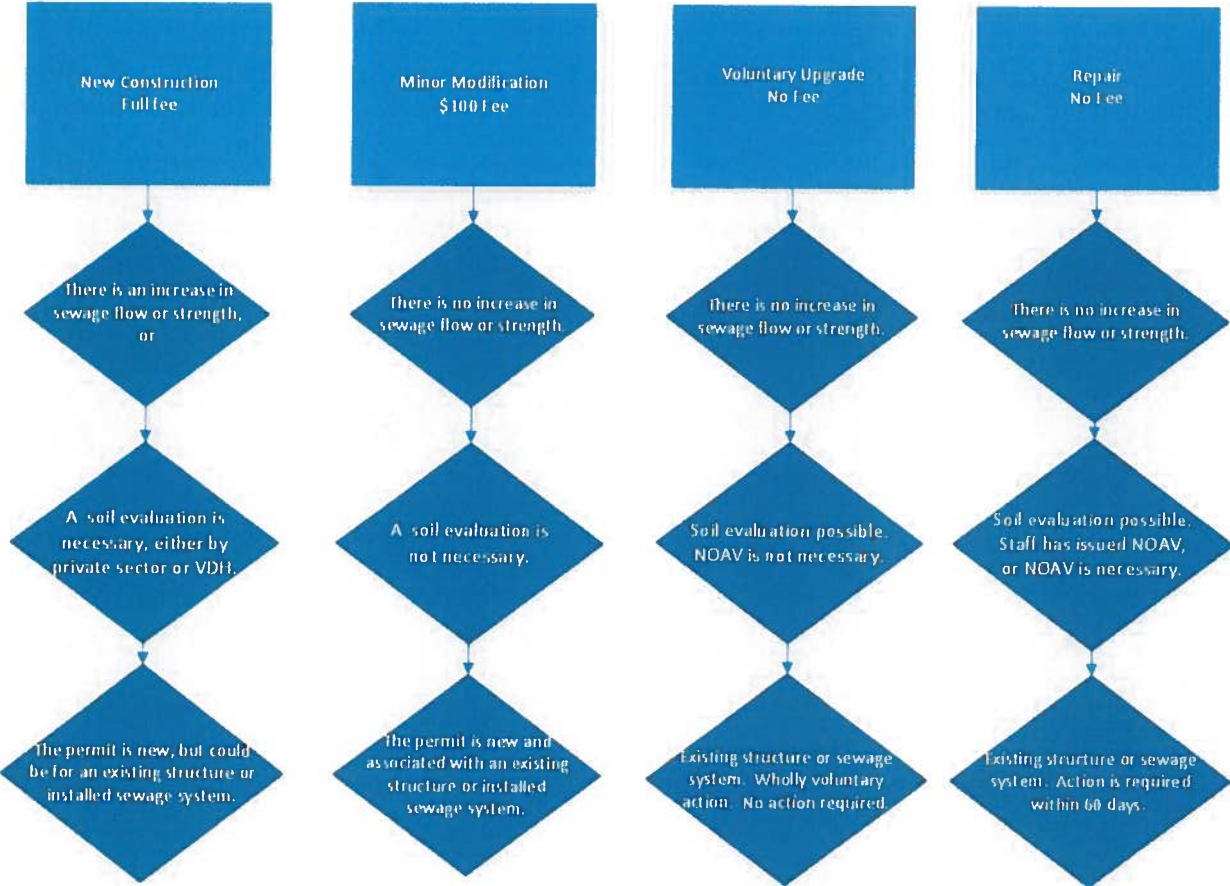 New Construction
Full fee
There is an increase in
sewage flow or strength,
or
A soil evaluation is
necessary, either by
private sector or VDH.
The permit is new, but could
be for an existing structure or
installed sewage system.
Minor Modification
$100 Fee
There is no increase in
sewage flow or strength.
A soil evaluation is
not necessary.
The permit is new and
associated with an existing
structure or installed
sewage system.
Voluntary Upgrade
No Fee
There is no increase in
sewage flow or strength.
Soil evaluation possible.
NOAV is not necessary.
Existing structure or sewage
system. Wholly voluntary
action. No action required.
Repair
No Fee
There is no increase in
sewage flow or strength.
Soil evaluation possible.
Staff has issued NOAV,
or NOAV is necessary.
Existing structure or sewage
system. Action is required
within 60 days.